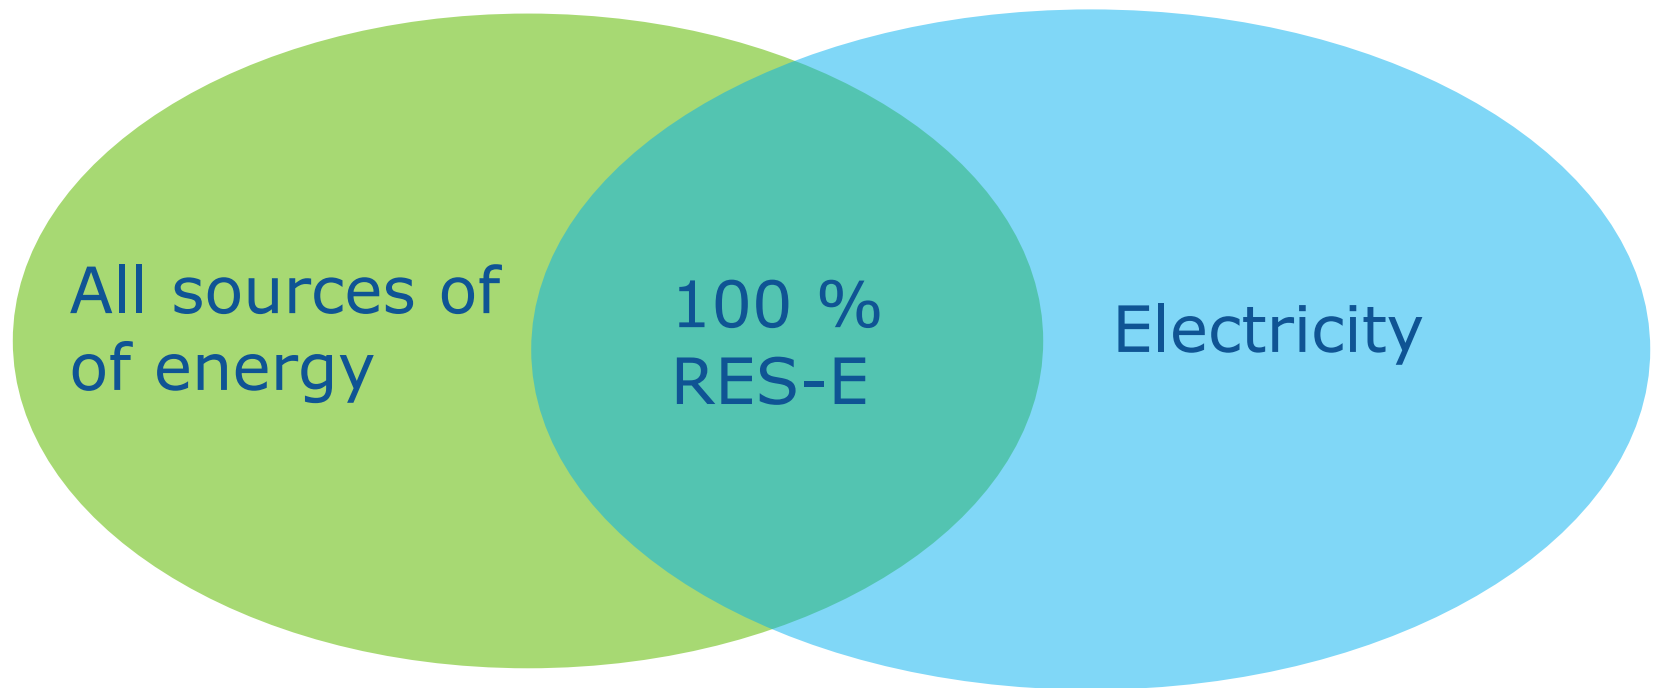 All sources of
of energy
100 %
RES-E
Electricity